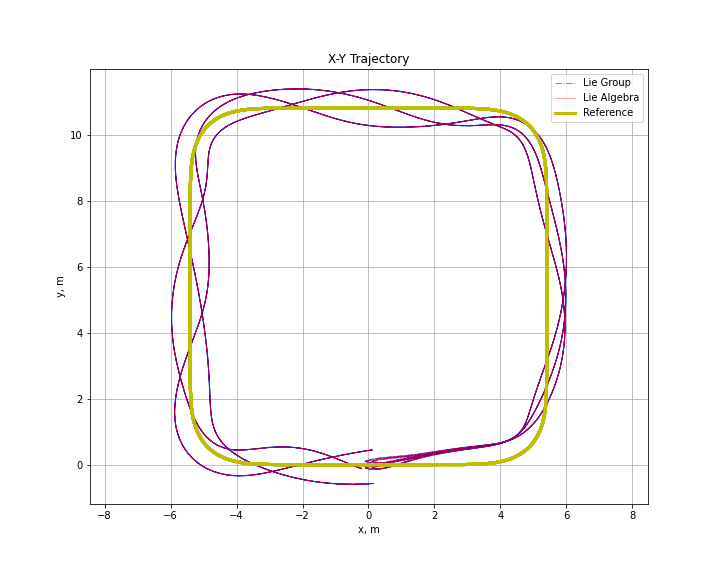 X-Y Trajectory
Lie Group
Lie Algebra
Reference
10
8
6
4
2
0
y, m
−8
−6
−4
−2
0
2
4
6
8
x, m